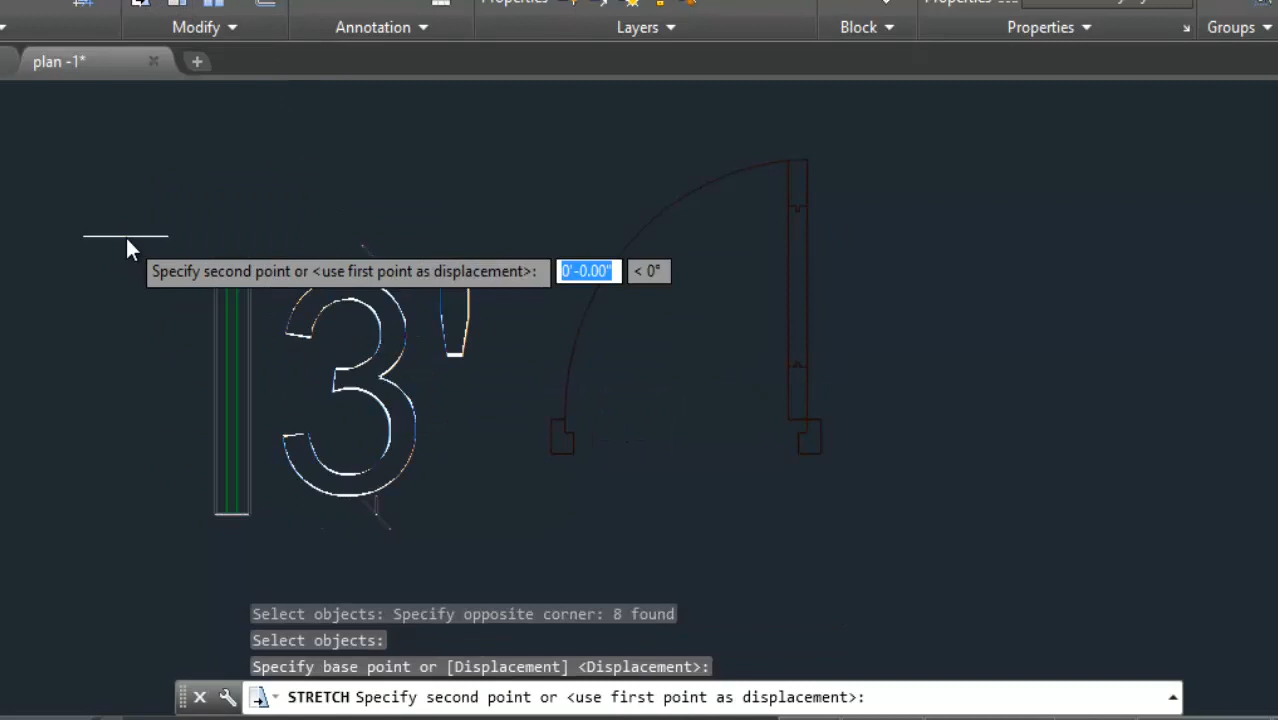 Modify Annotation Layers Block Properties Groups
plan -1* 
Specify second point or <use first point as displacement>: 0'-0.00" < 0°
3'
Select objects: Specify opposite corner: 8 found
Select objects:
Specify base point or [Displacement] <Displacement>:
STRETCH Specify second point or <use first point as displacement>: